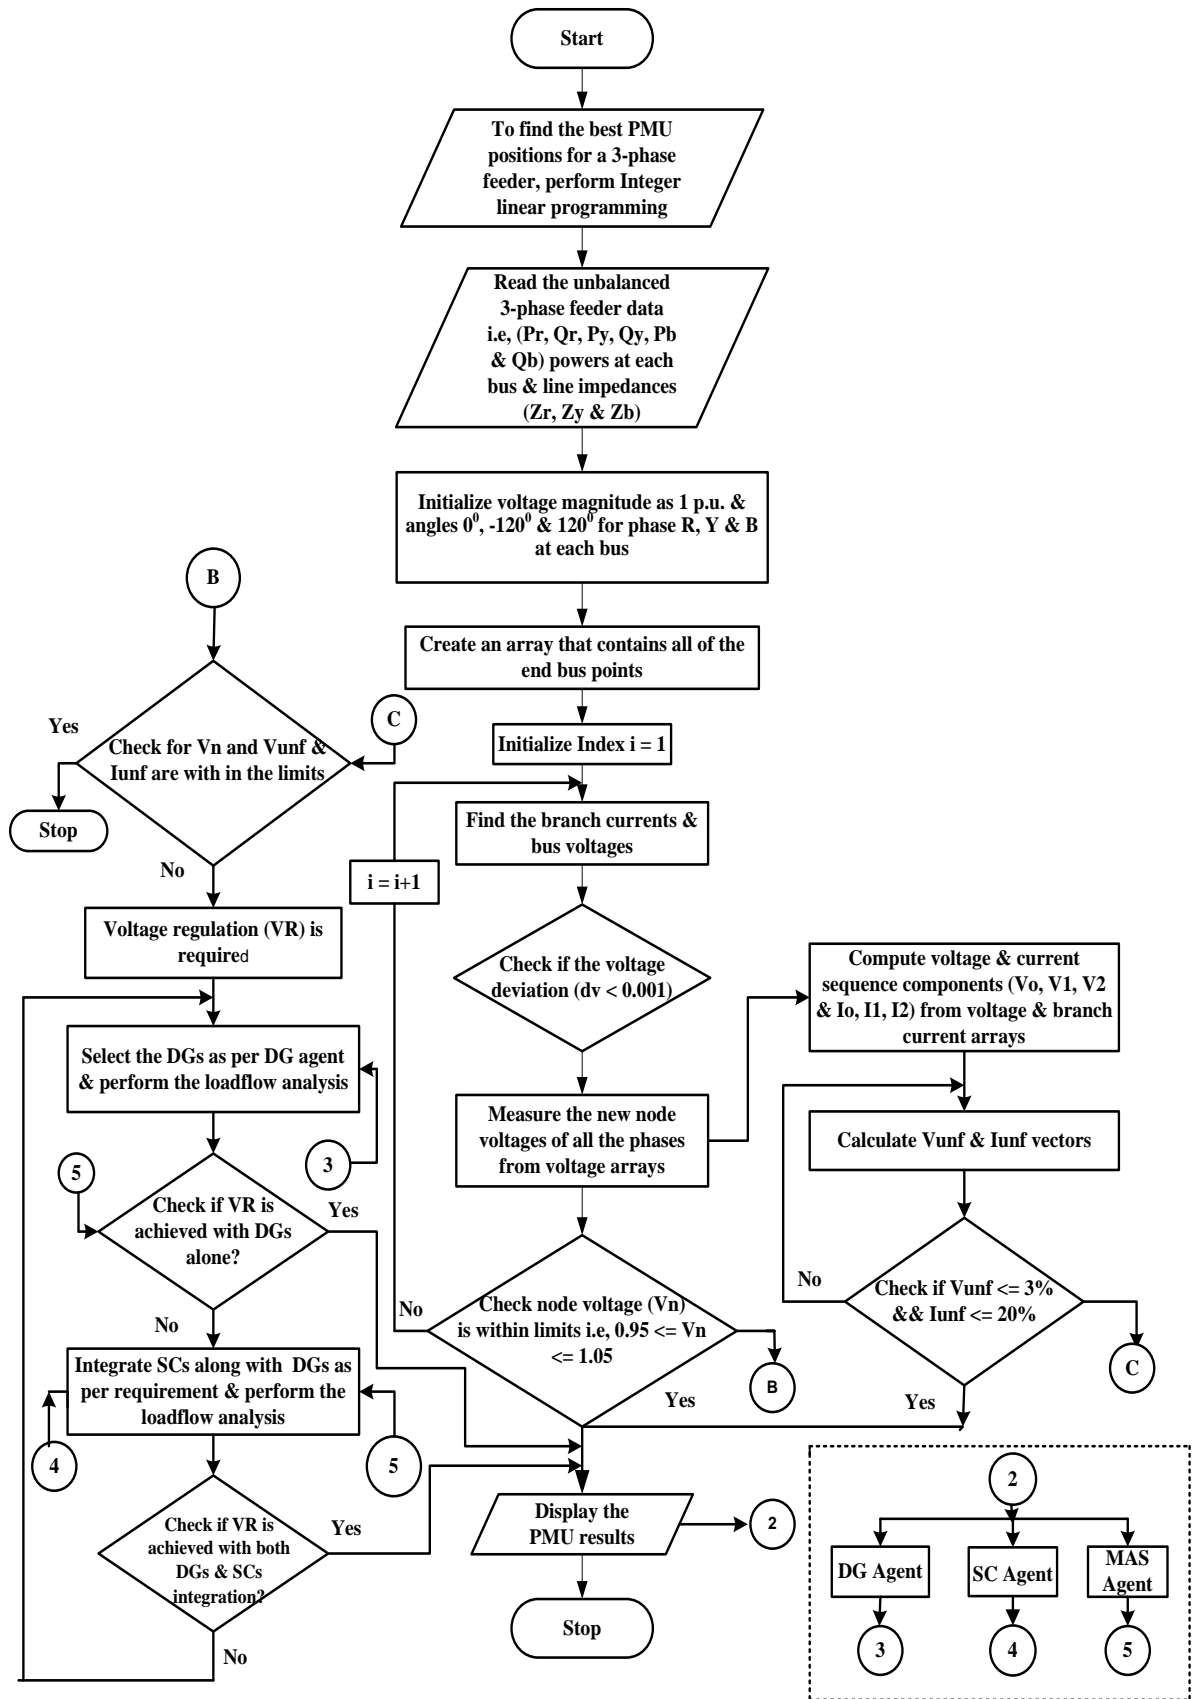 Start
To find the best PMU
positions for a 3-phase
feeder, perform Integer
linear programming
Read the unbalanced
3-phase feeder data
i.e, (Pr, Qr, Py, Qy, Pb
& Qb) powers at each
bus & line impedances
(Zr, Zy & Zb)
Initialize voltage magnitude as 1 p.u. &
angles 0⁰, -120⁰ & 120⁰ for phase R, Y & B
at each bus
Create an array that contains all of the
end bus points
Initialize Index i = 1
Find the branch currents &
bus voltages
i = i+1
Check if the voltage
deviation (dv < 0.001)
Measure the new node
voltages of all the phases
from voltage arrays
No
Check node voltage (Vn)
is within limits i.e, 0.95 <= Vn
<= 1.05
B
Yes
Display the
PMU results
2
Stop
B
C
Yes
Check for Vn and Vunf &
Iunf are with in the limits
Stop
No
Voltage regulation (VR) is
required
Select the DGs as per DG agent
& perform the loadflow analysis
3
5
Check if VR is
achieved with DGs
alone?
Yes
No
Integrate SCs along with DGs as
per requirement & perform the
loadflow analysis
4
5
Check if VR is
achieved with both
DGs & SCs
integration?
Yes
No
Compute voltage & current
sequence components (Vo, V1, V2
& Io, I1, I2) from voltage & branch
current arrays
Calculate Vunf & Iunf vectors
No
Check if Vunf <= 3%
&& Iunf <= 20%
C
Yes
2
DG Agent
SC Agent
MAS
Agent
3
4
5